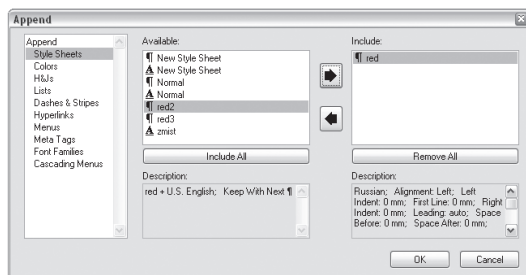 Append
Append
Style Sheets
Colors
H&Js
Lists
Dashes & Stripes
Hyperlinks
Menus
Meta Tags
Font Families
Cascading Menus
Available:
¶ New Style Sheet
A New Style Sheet
¶ Normal
A Normal
¶ red2
¶ red3
A zmist
Include All
Description:
red + U.S. English; Keep With Next ¶
Include:
¶ red
Remove All
Description:
Russian; Alignment: Left; Left
Indent: 0 mm; First Line: 0 mm; Right
Indent: 0 mm; Leading: auto; Space
Before: 0 mm; Space After: 0 mm;
OK
Cancel